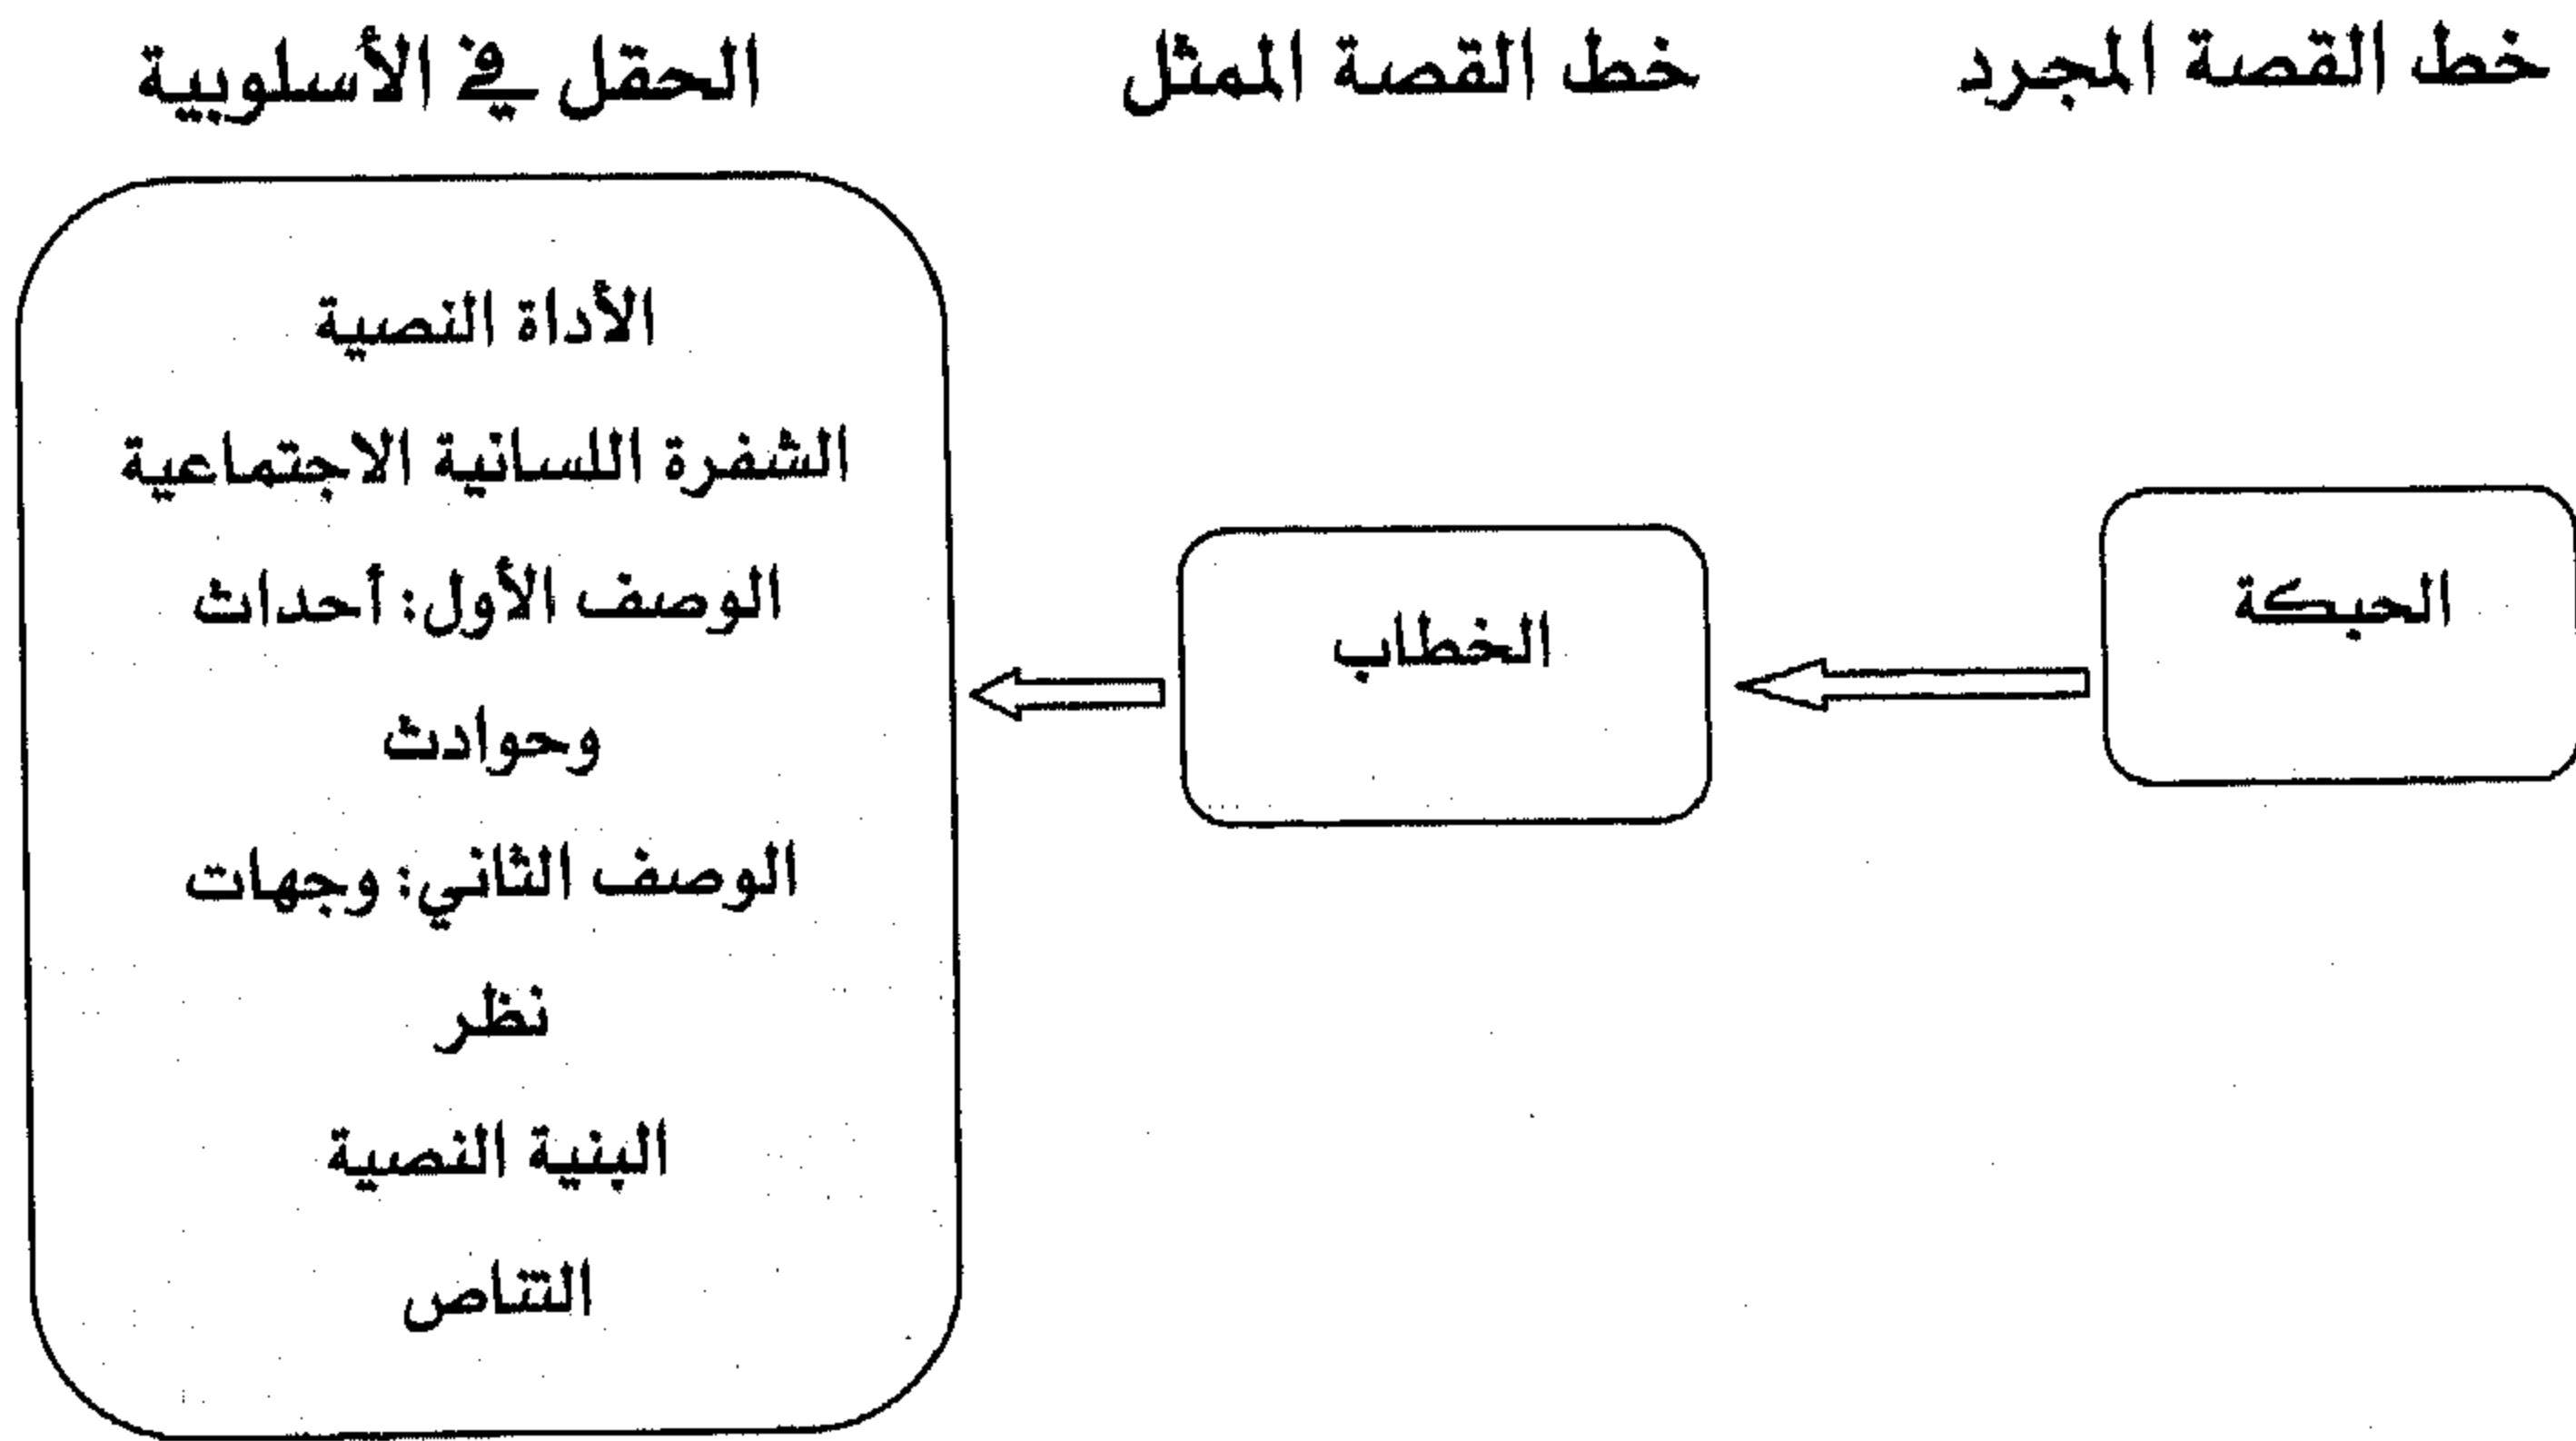 خط القصة المجرد
خط القصة الممثل
الحقل في الأسلوبية
الحبكة
الخطاب
الأداة النصية
الشفرة اللسانية الاجتماعية
الوصف الأول: أحداث
وحوادث
الوصف الثاني: وجهات
نظر
البنية النصية
التناص